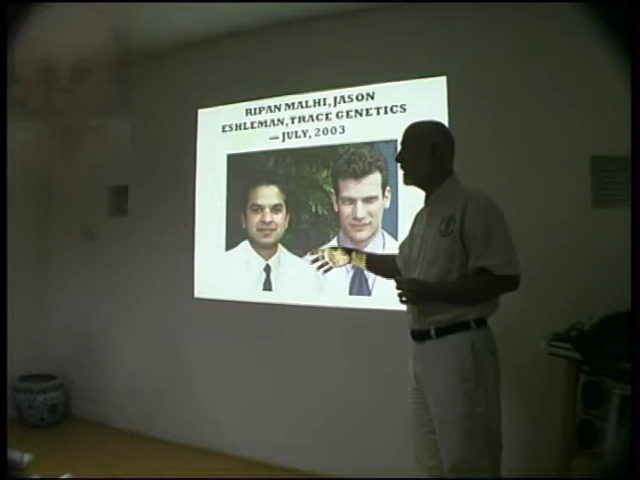 RIPAN MALHI, JASON
ESHLEMAN, TRACE GENETICS
— JULY, 2003